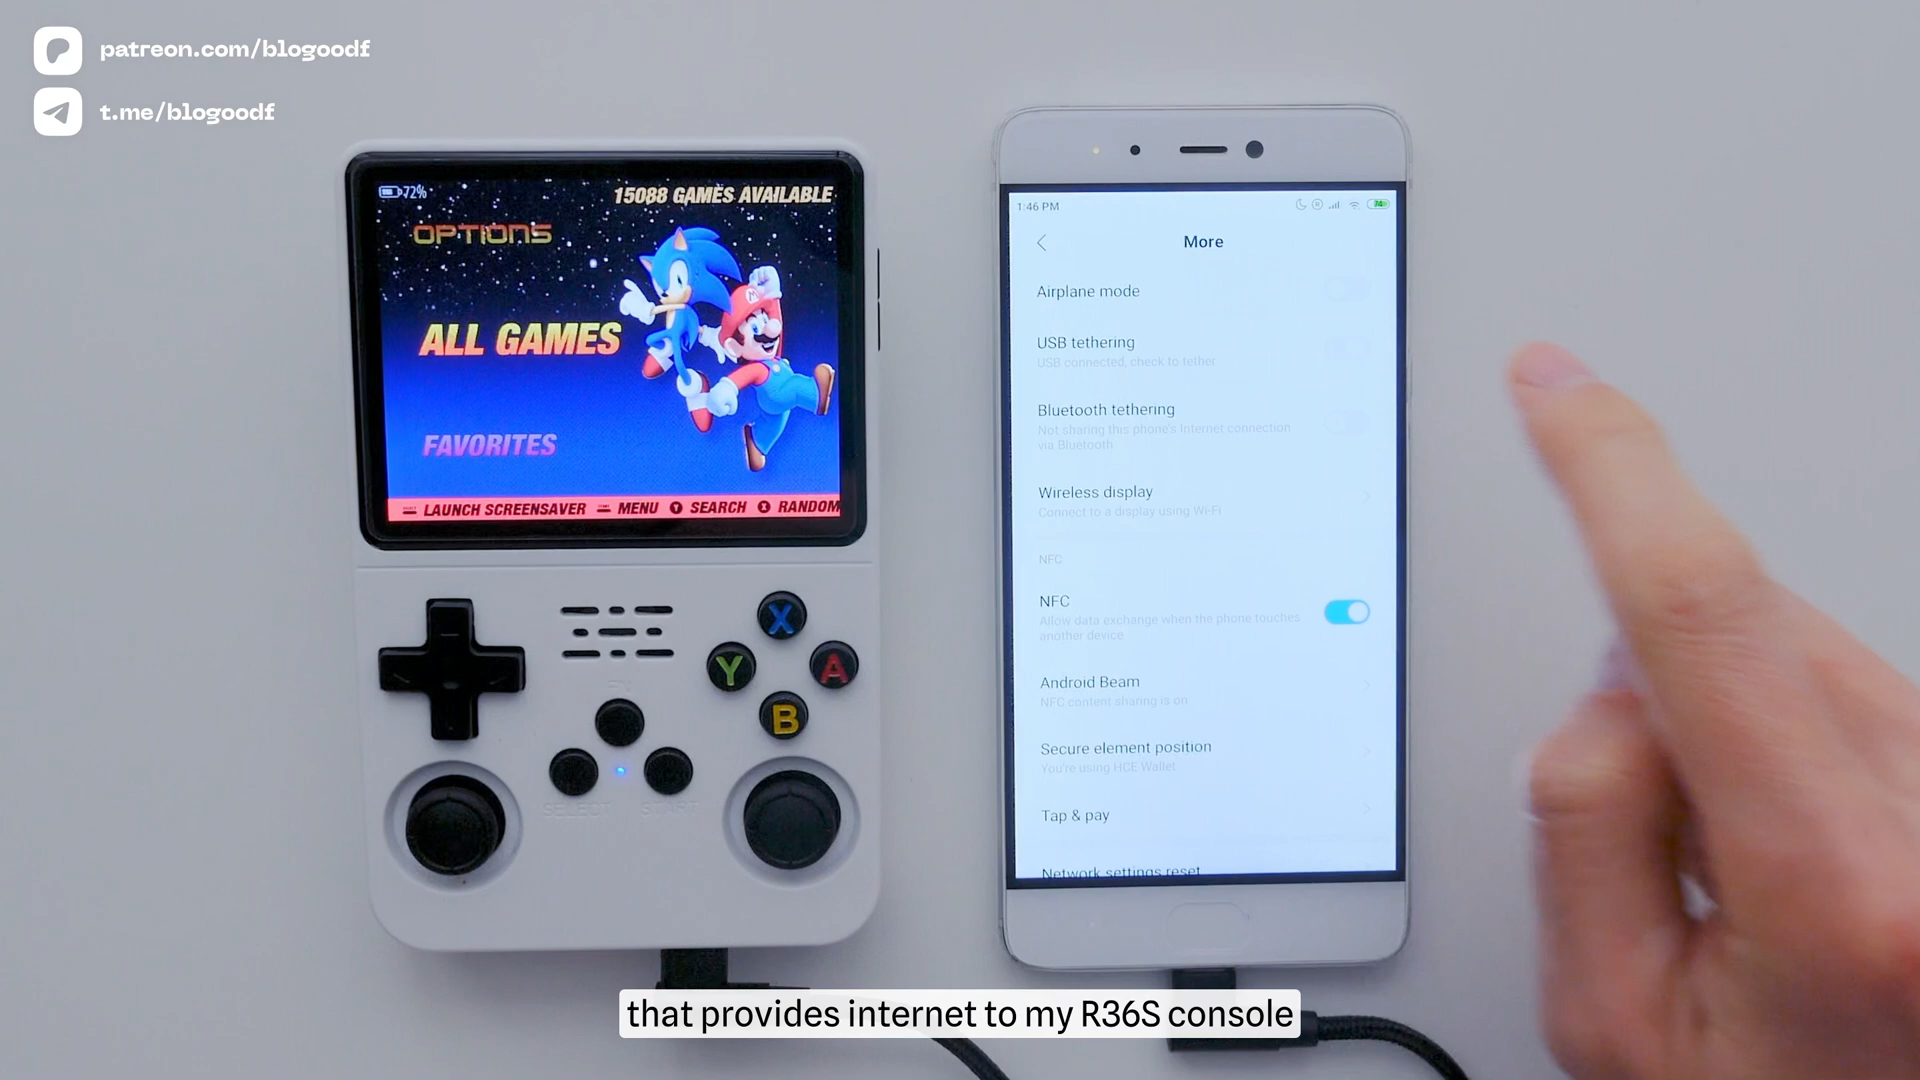 patreon.com/blogoodf
t.me/blogoodf
72%
15088 GAMES AVAILABLE
OPTIONS
ALL GAMES
FAVORITES
LAUNCH SCREENSAVER MENU Y SEARCH X RANDOM
X
Y
A
B
SELECT
START
1:46 PM
74
More
Airplane mode
USB tethering
USB connected, check to tether
Bluetooth tethering
Not sharing this phone's Internet connection
via Bluetooth
Wireless display
Connect to a display using Wi-Fi
NFC
NFC
Allow data exchange when the phone touches
another device
Android Beam
NFC content sharing is on
Secure element position
You're using HCE Wallet
Tap & pay
Network settings reset
that provides internet to my R36S console